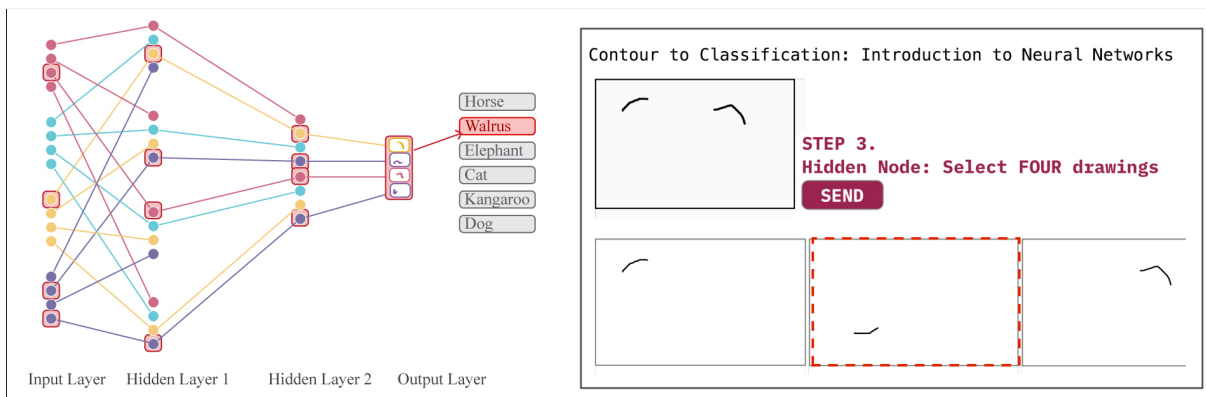 Horse
Walrus
Elephant
Cat
Kangaroo
Dog
Input Layer
Hidden Layer 1
Hidden Layer 2
Output Layer
Contour to Classification: Introduction to Neural Networks
STEP 3.
Hidden Node: Select FOUR drawings
SEND